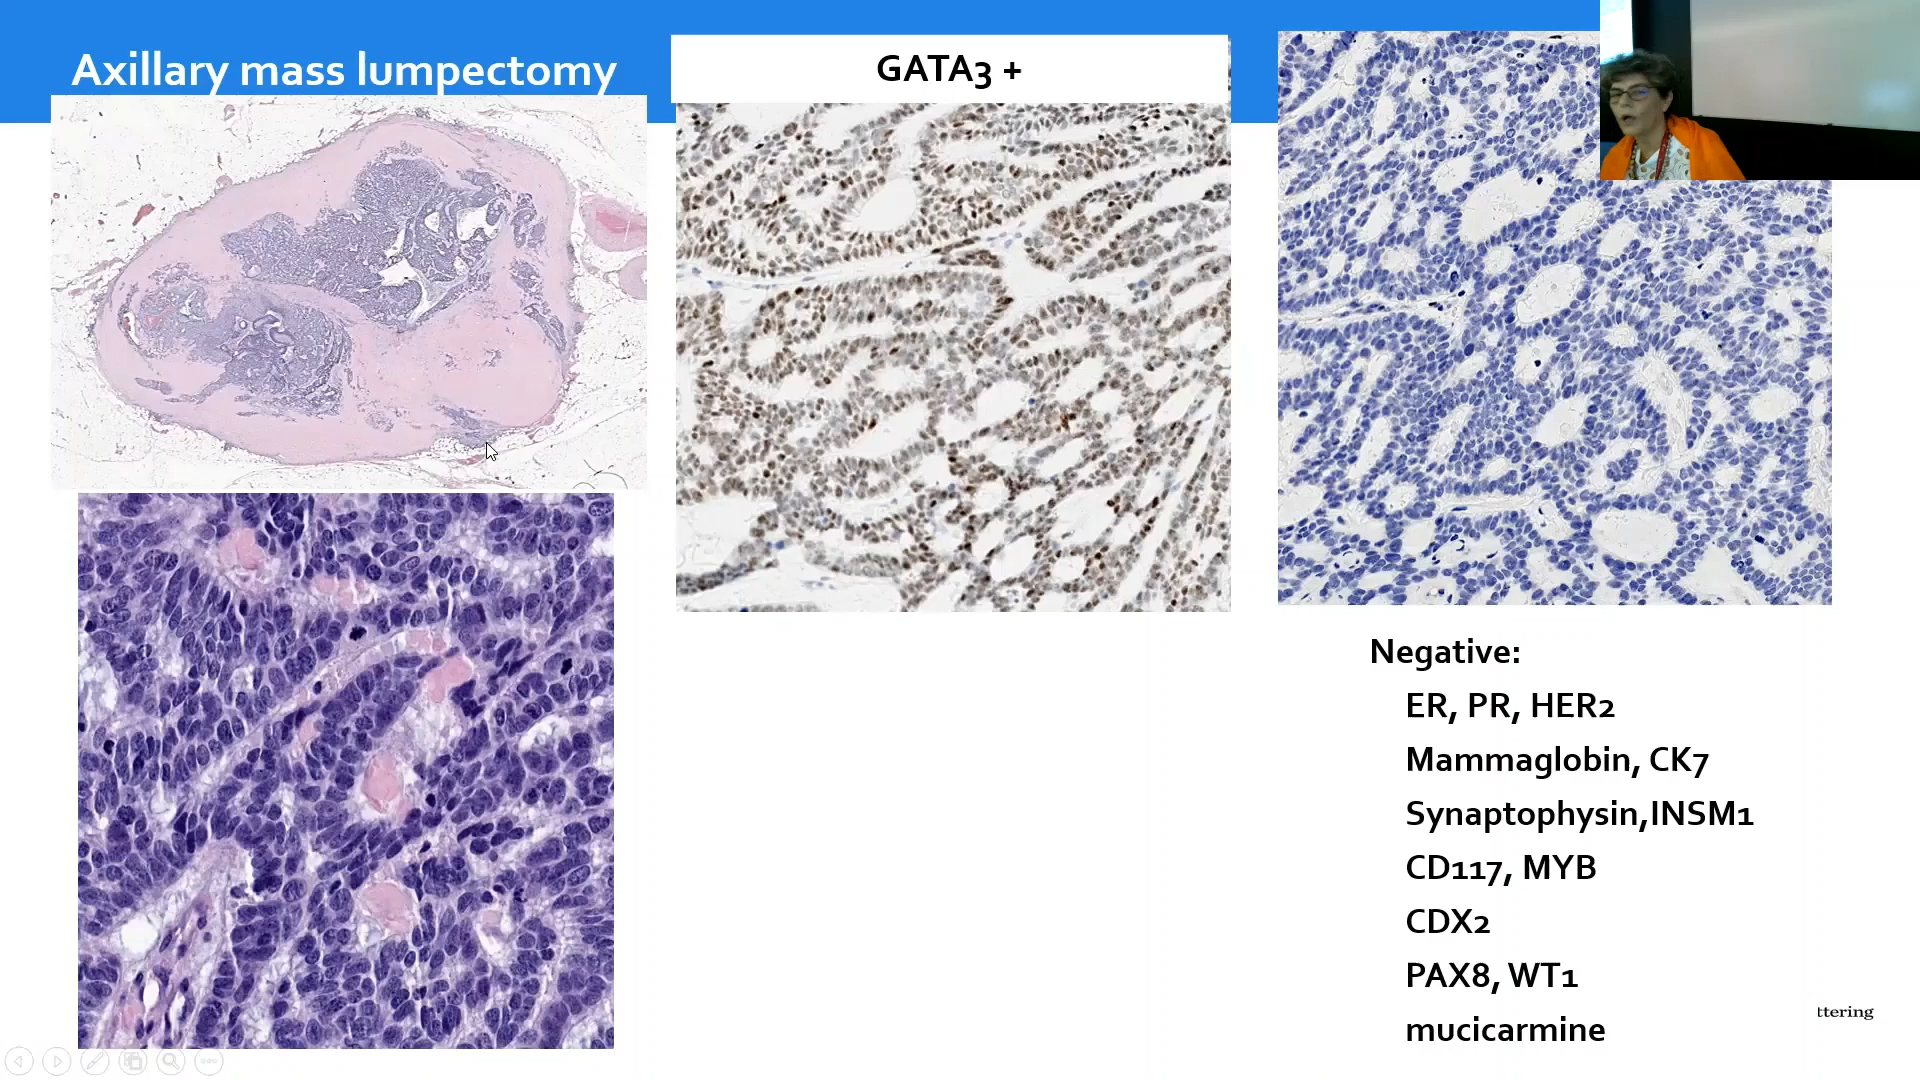 Axillary mass lumpectomy
GATA3 +
Negative:
ER, PR, HER2
Mammaglobin, CK7
Synaptophysin,INSM1
CD117, MYB
CDX2
PAX8, WT1
mucicarmine
ttering